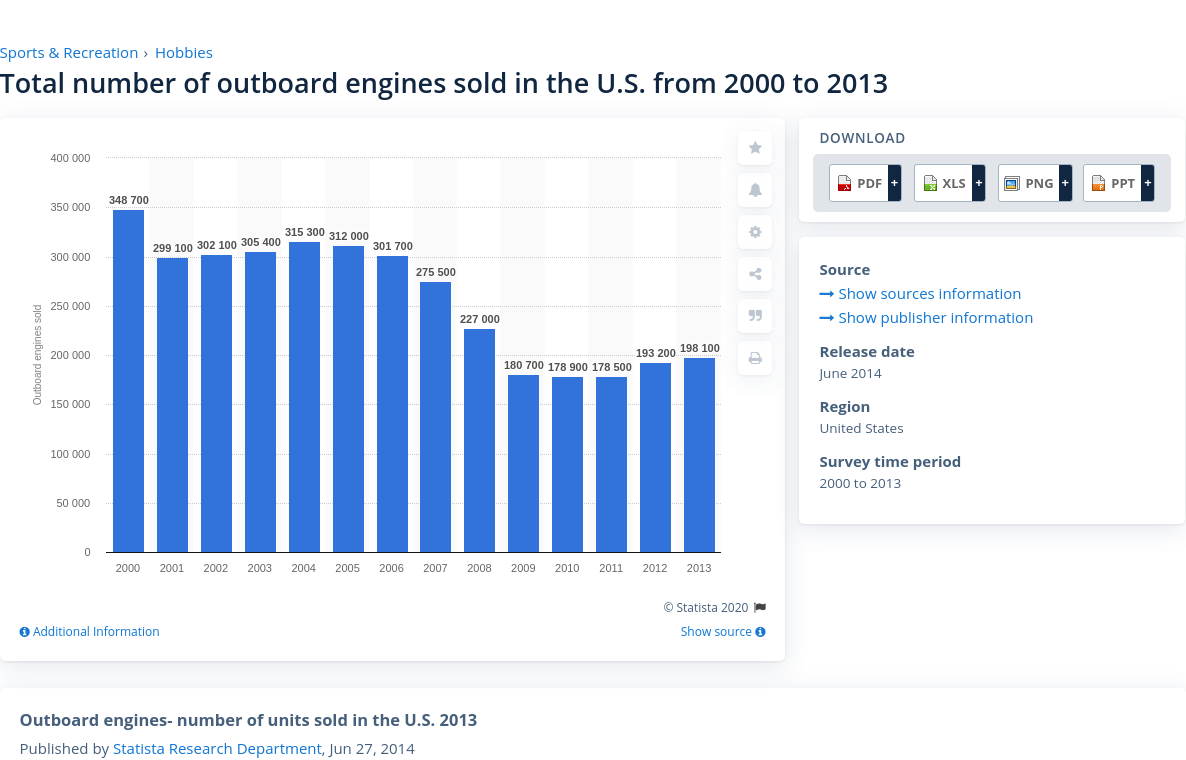 Sports & Recreation › Hobbies
Total number of outboard engines sold in the U.S. from 2000 to 2013
Outboard engines sold
400 000
350 000
300 000
250 000
200 000
150 000
100 000
50 000
0
348 700
299 100
302 100
305 400
315 300
312 000
301 700
275 500
227 000
180 700
178 900
178 500
193 200
198 100
2000 2001 2002 2003 2004 2005 2006 2007 2008 2009 2010 2011 2012 2013
© Statista 2020
Additional Information
Show source
DOWNLOAD
PDF + XLS + PNG + PPT +
Source
Show sources information
Show publisher information
Release date
June 2014
Region
United States
Survey time period
2000 to 2013
Outboard engines- number of units sold in the U.S. 2013
Published by Statista Research Department, Jun 27, 2014